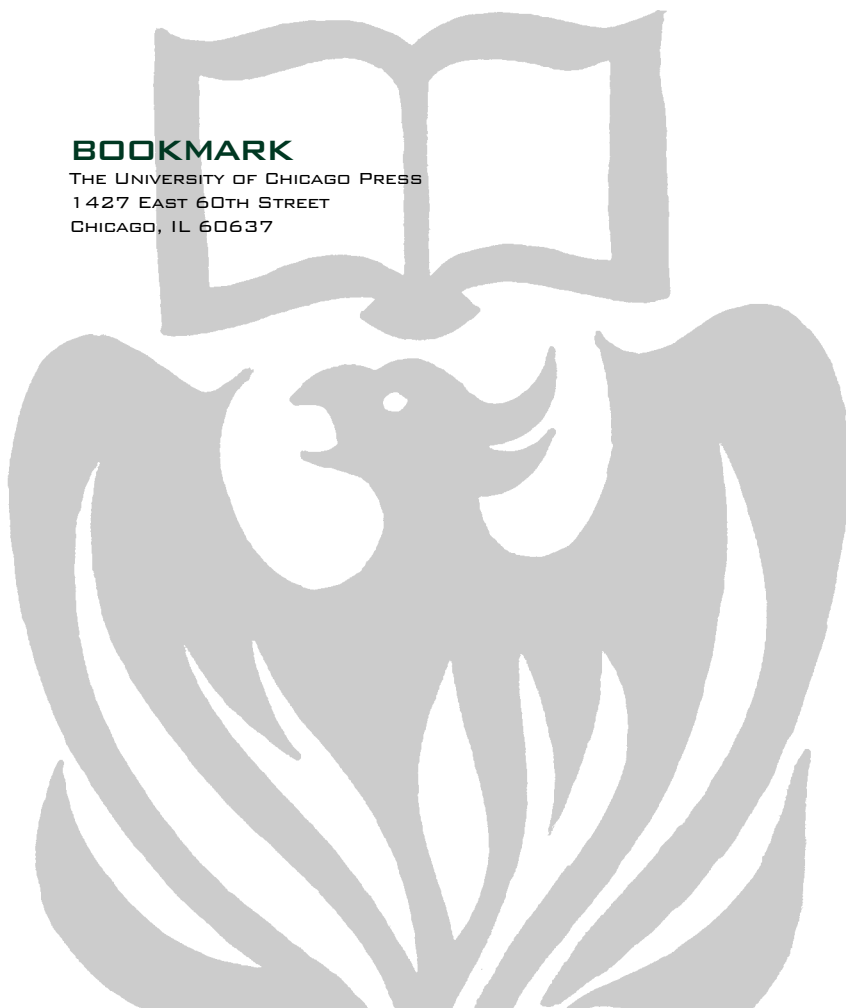 BOOKMARK
The University of Chicago Press
1427 East 60th Street
Chicago, IL 60637